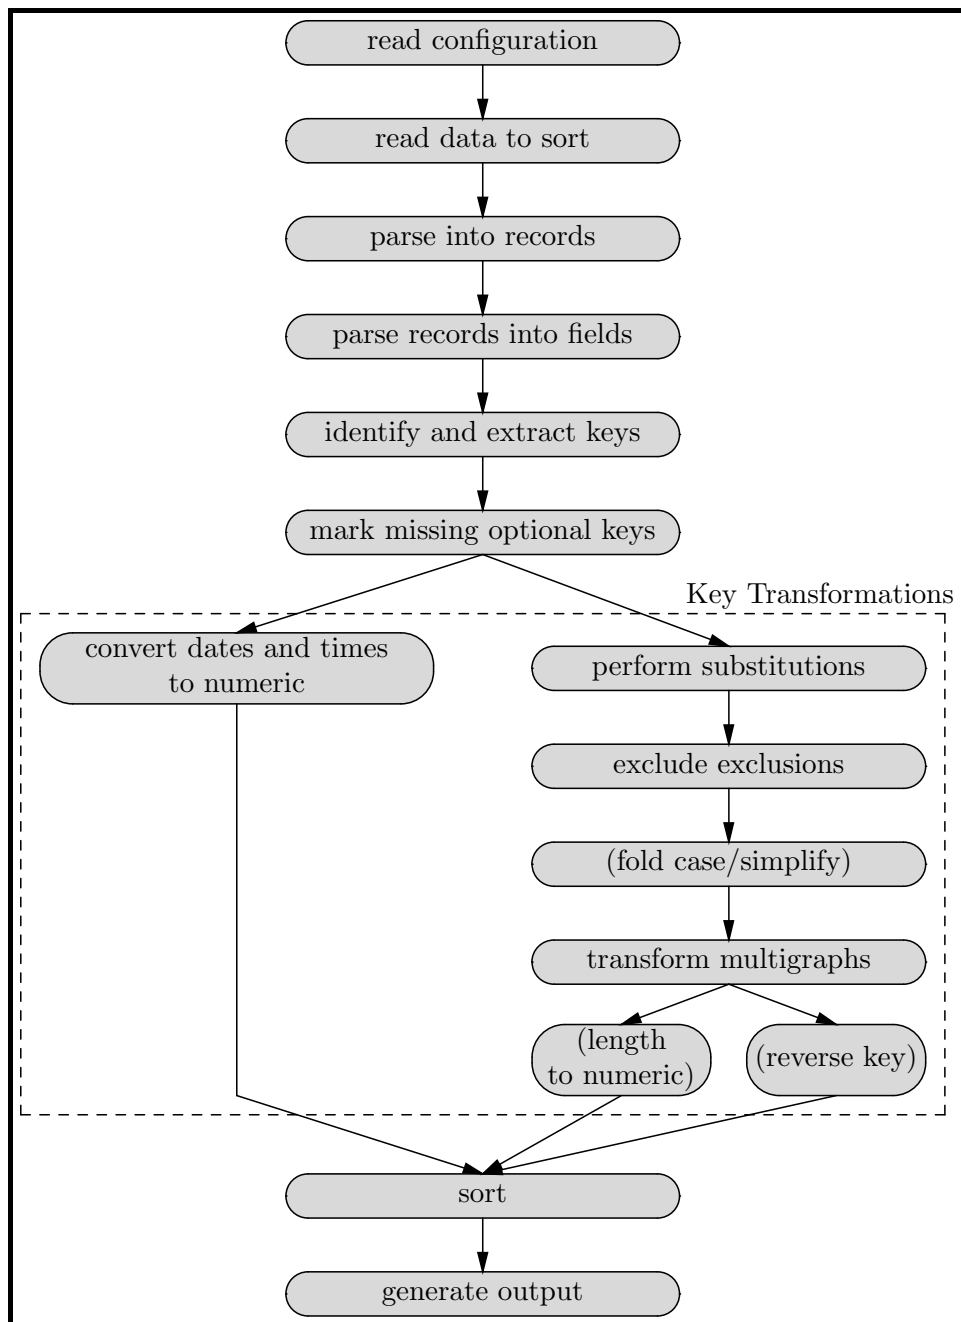 read configuration
read data to sort
parse into records
parse records into fields
identify and extract keys
mark missing optional keys
Key Transformations
convert dates and times
to numeric
perform substitutions
exclude exclusions
(fold case/simplify)
transform multigraphs
(length
to numeric)
(reverse key)
sort
generate output